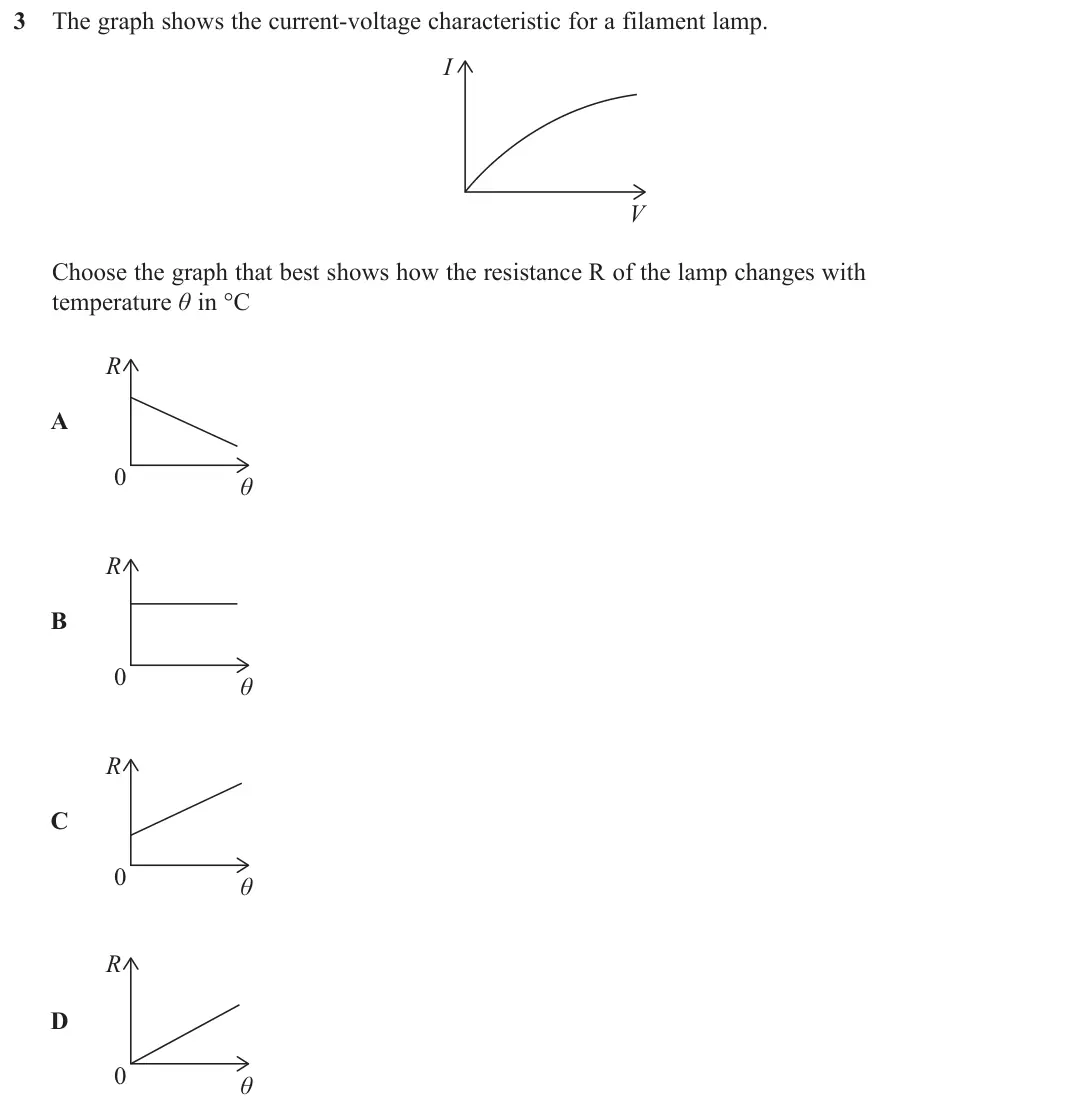 3 The graph shows the current-voltage characteristic for a filament lamp.
I
V
Choose the graph that best shows how the resistance R of the lamp changes with
temperature θ in °C
R
A
0
θ
R
B
0
θ
R
C
0
θ
R
D
0
θ